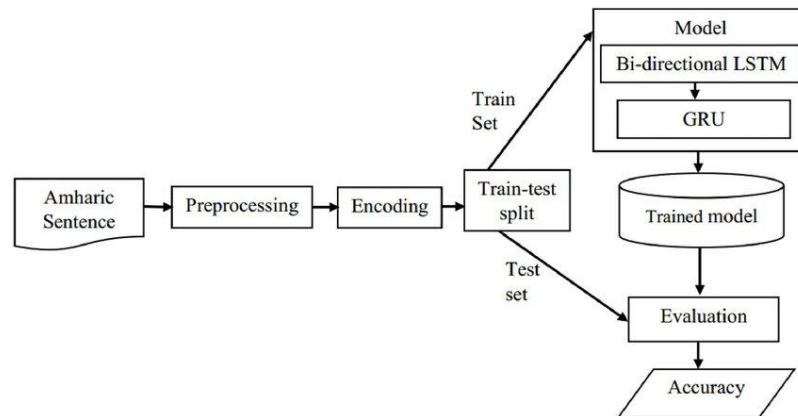 Amharic
Sentence
Preprocessing
Encoding
Train-test
split
Train
Set
Test
set
Model
Bi-directional LSTM
GRU
Trained model
Evaluation
Accuracy